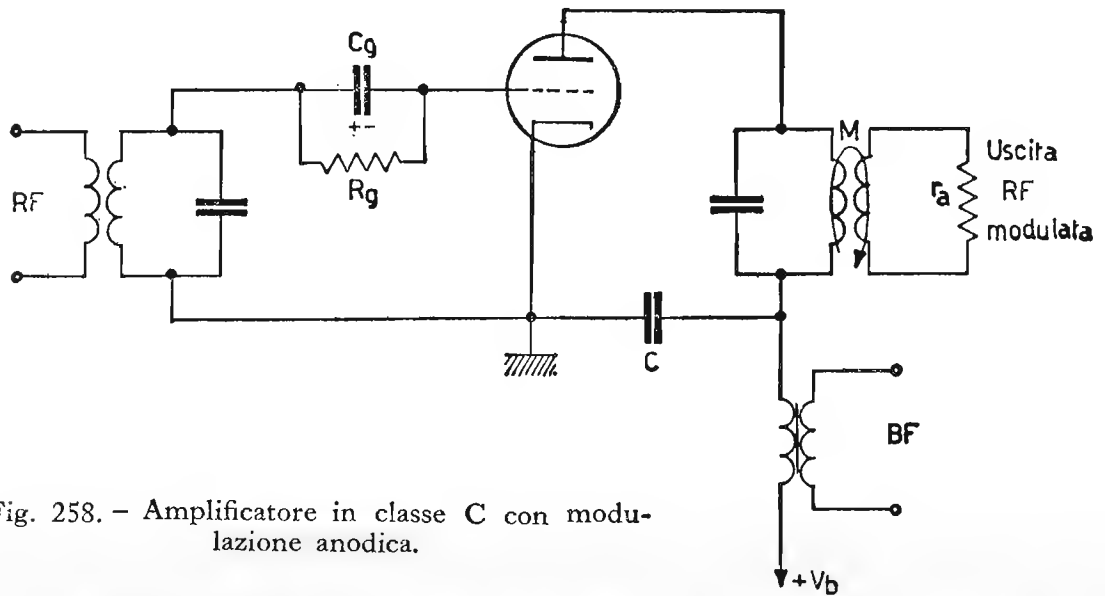 Cg
+ -
Rg
RF
M
ra
Uscita
RF
modulata
C
BF
+Vb
Fig. 258. – Amplificatore in classe C con modu-
lazione anodica.